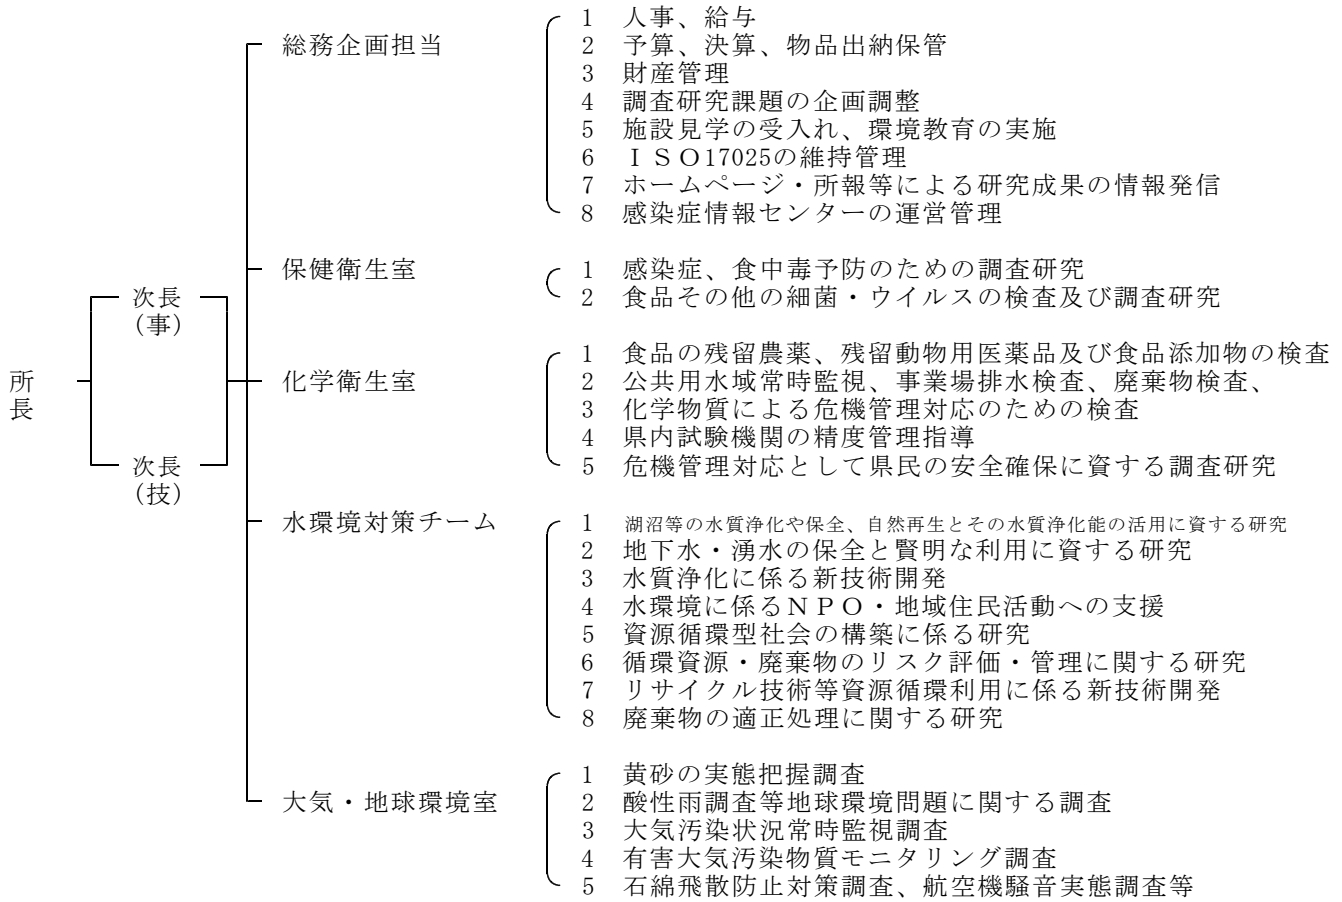 所長
次長
（事）
次長
（技）
総務企画担当
1 人事、給与
2 予算、決算、物品出納保管
3 財産管理
4 調査研究課題の企画調整
5 施設見学の受入れ、環境教育の実施
6 ＩＳＯ17025の維持管理
7 ホームページ・所報等による研究成果の情報発信
8 感染症情報センターの運営管理
保健衛生室
1 感染症、食中毒予防のための調査研究
2 食品その他の細菌・ウイルスの検査及び調査研究
化学衛生室
1 食品の残留農薬、残留動物用医薬品及び食品添加物の検査
2 公共用水域常時監視、事業場排水検査、廃棄物検査、
3 化学物質による危機管理対応のための検査
4 県内試験機関の精度管理指導
5 危機管理対応として県民の安全確保に資する調査研究
水環境対策チーム
1 湖沼等の水質浄化や保全、自然再生とその水質浄化能の活用に資する研究
2 地下水・湧水の保全と賢明な利用に資する研究
3 水質浄化に係る新技術開発
4 水環境に係るＮＰＯ・地域住民活動への支援
5 資源循環型社会の構築に係る研究
6 循環資源・廃棄物のリスク評価・管理に関する研究
7 リサイクル技術等資源循環利用に係る新技術開発
8 廃棄物の適正処理に関する研究
大気・地球環境室
1 黄砂の実態把握調査
2 酸性雨調査等地球環境問題に関する調査
3 大気汚染状況常時監視調査
4 有害大気汚染物質モニタリング調査
5 石綿飛散防止対策調査、航空機騒音実態調査等